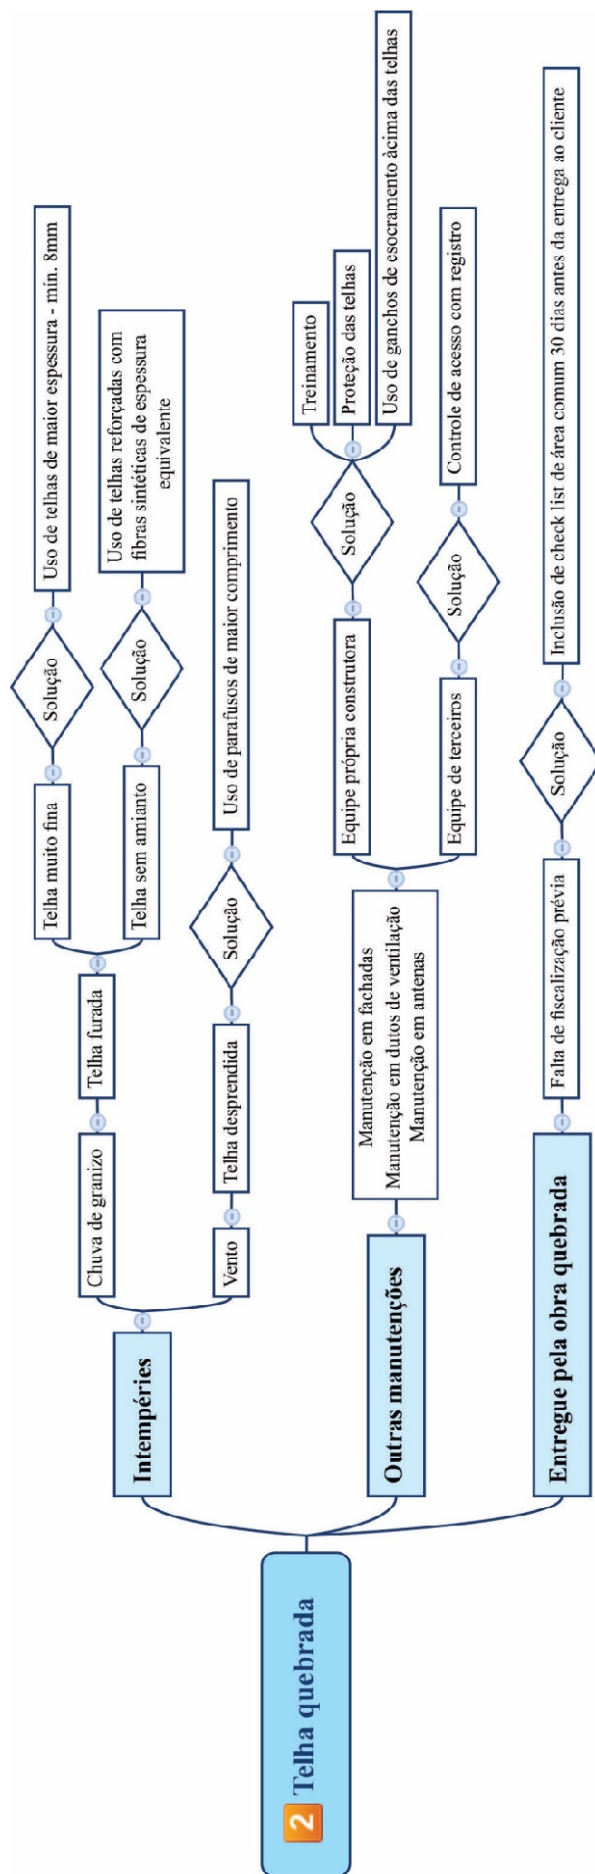 2 Telha quebrada
Intempéries
Chuva de granizo
Telha furada
Telha muito fina
Solução
Uso de telhas de maior espessura - mín. 8mm
Telha sem amianto
Solução
Uso de telhas reforçadas com
fibras sintéticas de espessura
equivalente
Vento
Telha desprendida
Solução
Uso de parafusos de maior comprimento
Outras manutenções
Manutenção em fachadas
Manutenção em dutos de ventilação
Manutenção em antenas
Equipe própria construtora
Solução
Treinamento
Proteção das telhas
Uso de ganchos de esocramento àcima das telhas
Equipe de terceiros
Solução
Controle de acesso com registro
Entregue pela obra quebrada
Falta de fiscalização prévia
Solução
Inclusão de check list de área comum 30 dias antes da entrega ao cliente